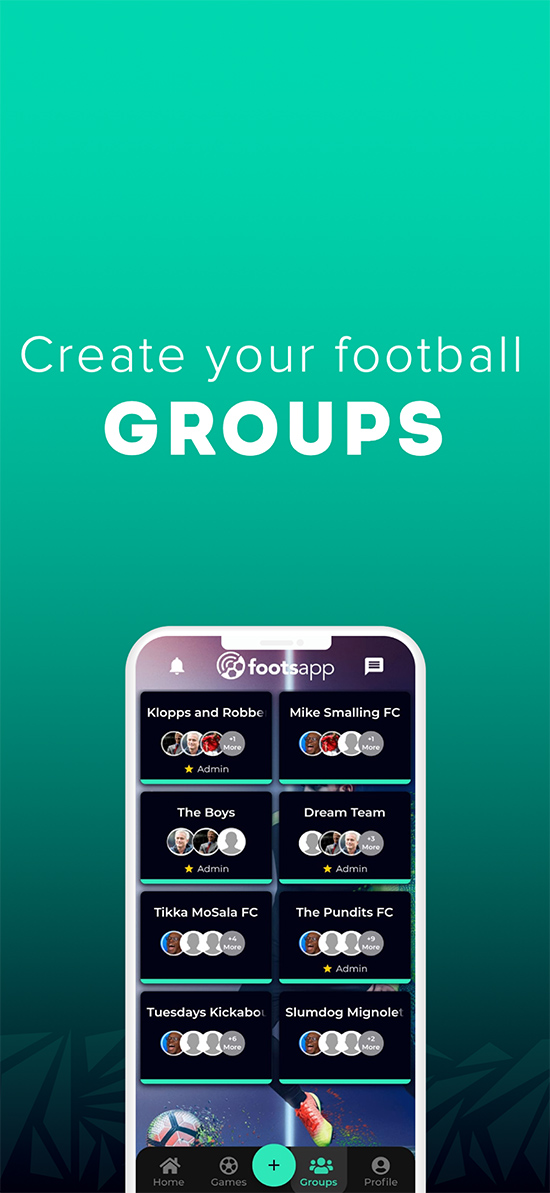 Create your football
GROUPS
footsapp
Klopps and Robber
Mike Smalling FC
+1
More
+1
More
Admin
The Boys
Dream Team
+3
More
Admin
Admin
Tikka MoSala FC
The Pundits FC
+4
More
+9
More
Admin
Tuesdays Kickabou
Slumdog Mignolet
+6
More
+2
More
Home
Games
+
Groups
Profile